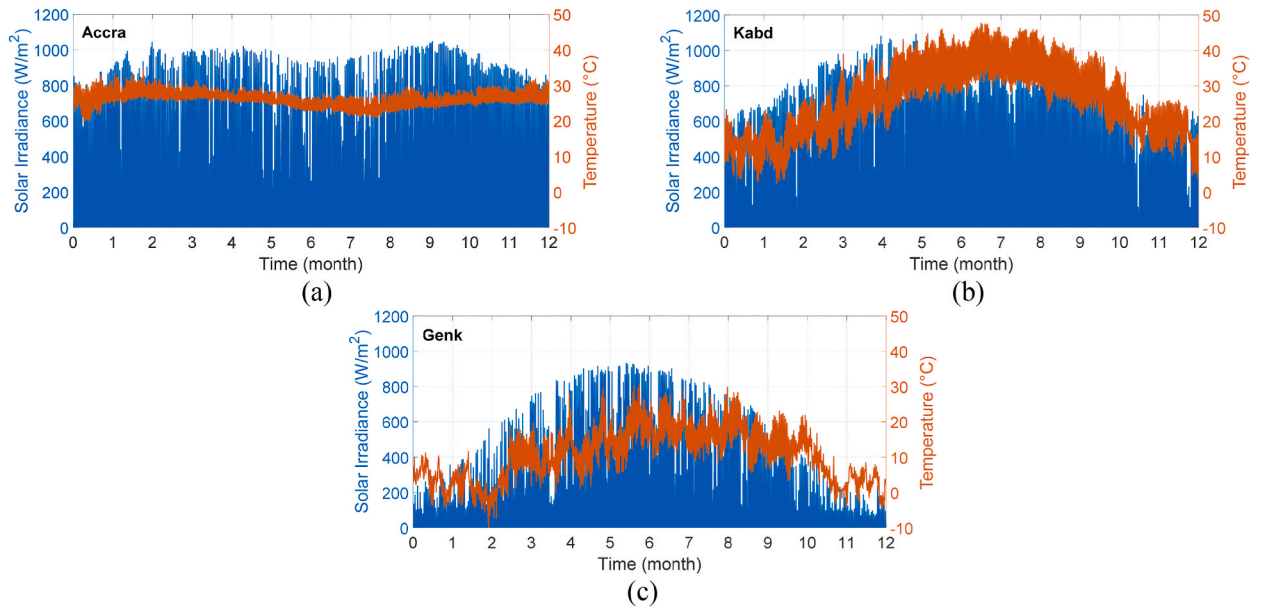 Accra
Solar Irradiance (W/m²)
1200
1000
800
600
400
200
0
50
40
30
20
10
0
-10
Temperature (°C)
0 1 2 3 4 5 6 7 8 9 10 11 12
Time (month)
(a)
Kabd
Solar Irradiance (W/m²)
1200
1000
800
600
400
200
0
50
40
30
20
10
0
-10
Temperature (°C)
0 1 2 3 4 5 6 7 8 9 10 11 12
Time (month)
(b)
Genk
Solar Irradiance (W/m²)
1200
1000
800
600
400
200
0
50
40
30
20
10
0
-10
Temperature (°C)
0 1 2 3 4 5 6 7 8 9 10 11 12
Time (month)
(c)